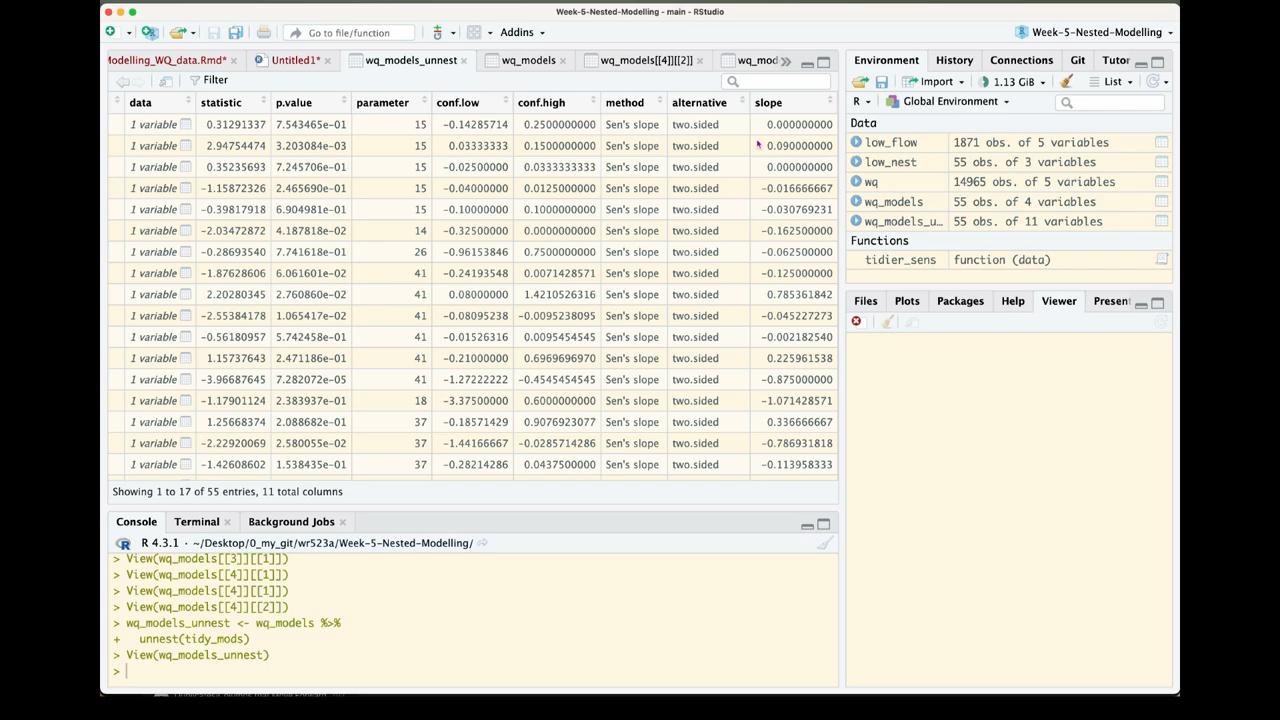 Week-5-Nested-Modelling - main - RStudio
Go to file/function
Addins
Week-5-Nested-Modelling
Modelling_WQ_data.Rmd*
Untitled1*
wq_models_unnest
wq_models
wq_models[[4]][[2]]
wq_mod
Filter
data statistic p.value parameter conf.low conf.high method alternative slope
1 variable 0.31291337 7.543465e-01 15 -0.14285714 0.2500000000 Sen's slope two.sided 0.000000000
1 variable 2.94754474 3.203084e-03 15 0.03333333 0.1500000000 Sen's slope two.sided 0.090000000
1 variable 0.35235693 7.245706e-01 15 -0.02500000 0.0333333333 Sen's slope two.sided 0.000000000
1 variable -1.15872326 2.465690e-01 15 -0.04000000 0.0125000000 Sen's slope two.sided -0.016666667
1 variable -0.39817918 6.904981e-01 15 -0.10000000 0.1000000000 Sen's slope two.sided -0.030769231
1 variable -2.03472872 4.187818e-02 14 -0.32500000 0.0000000000 Sen's slope two.sided -0.162500000
1 variable -0.28693540 7.741618e-01 26 -0.96153846 0.7500000000 Sen's slope two.sided -0.062500000
1 variable -1.87628606 6.061601e-02 41 -0.24193548 0.0071428571 Sen's slope two.sided -0.125000000
1 variable 2.20280345 2.760860e-02 41 0.08000000 1.4210526316 Sen's slope two.sided 0.785361842
1 variable -2.55384178 1.065417e-02 41 -0.08095238 -0.0095238095 Sen's slope two.sided -0.045227273
1 variable -0.56180957 5.742458e-01 41 -0.01526316 0.0095454545 Sen's slope two.sided -0.002182540
1 variable 1.15737643 2.471186e-01 41 -0.21000000 0.6969696970 Sen's slope two.sided 0.225961538
1 variable -3.96687645 7.282072e-05 41 -1.27222222 -0.4545454545 Sen's slope two.sided -0.875000000
1 variable -1.17901124 2.383937e-01 18 -3.37500000 0.6000000000 Sen's slope two.sided -1.071428571
1 variable 1.25668437 2.088682e-01 37 -0.18571429 0.9076923077 Sen's slope two.sided 0.336666667
1 variable -2.22920069 2.580055e-02 37 -1.44166667 -0.0285714286 Sen's slope two.sided -0.786931818
1 variable -1.42608602 1.538435e-01 37 -0.28214286 0.0437500000 Sen's slope two.sided -0.113958333
Showing 1 to 17 of 55 entries, 11 total columns
Console Terminal Background Jobs
R 4.3.1 · ~/Desktop/0_my_git/wr523a/Week-5-Nested-Modelling/
> View(wq_models[[3]][[1]])
> View(wq_models[[4]][[1]])
> View(wq_models[[4]][[1]])
> View(wq_models[[4]][[2]])
> wq_models_unnest <- wq_models %>%
+ unnest(tidy_mods)
> View(wq_models_unnest)
>
Environment History Connections Git Tutor
Import 1.13 GiB List
R Global Environment
Data
low_flow 1871 obs. of 5 variables
low_nest 55 obs. of 3 variables
wq 14965 obs. of 5 variables
wq_models 55 obs. of 4 variables
wq_models_u… 55 obs. of 11 variables
Functions
tidier_sens function (data)
Files Plots Packages Help Viewer Present